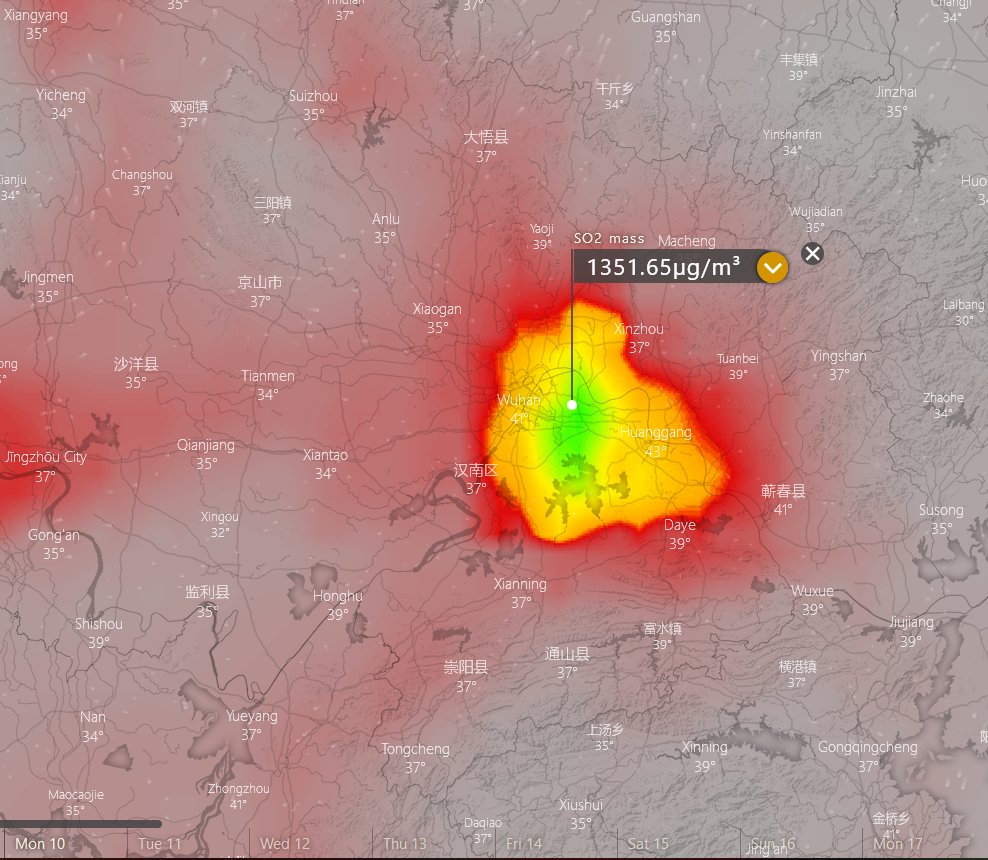 35°
37°
37°
34°
Xiangyang
35°
Guangshan
35°
丰集镇
39°
Yicheng
34°
双河镇
37°
Suizhou
35°
千斤乡
34°
Jinzhai
35°
大悟县
37°
Yinshanfan
34°
Changshou
37°
34°
三阳镇
37°
Anlu
35°
Yaoji
39°
Wujiadian
35°
SO2 mass
Macheng
1351.65µg/m³
Jingmen
35°
京山市
37°
Xiaogan
35°
Laibang
30°
Xinzhou
37°
沙洋县
35°
Tianmen
34°
Tuanbei
39°
Yingshan
37°
Wuhan
41°
Zhaohe
34°
Huanggang
43°
Jīngzhōu City
37°
Qianjiang
35°
Xiantao
34°
汉南区
37°
蕲春县
41°
Xingou
32°
Gong'an
35°
Daye
39°
Susong
35°
监利县
35°
Honghu
39°
Xianning
37°
Wuxue
39°
Shishou
39°
富水镇
39°
Jiujiang
39°
崇阳县
37°
通山县
37°
横港镇
37°
Nan
34°
Yueyang
37°
上汤乡
35°
Tongcheng
37°
Xinning
39°
Gongqingcheng
37°
Zhongzhou
41°
Maocaojie
35°
Xiushui
35°
Daqiao
37°
金桥乡
41°
Mon 10
Tue 11
Wed 12
Thu 13
Fri 14
Sat 15
Sun 16
Mon 17
Jing'an